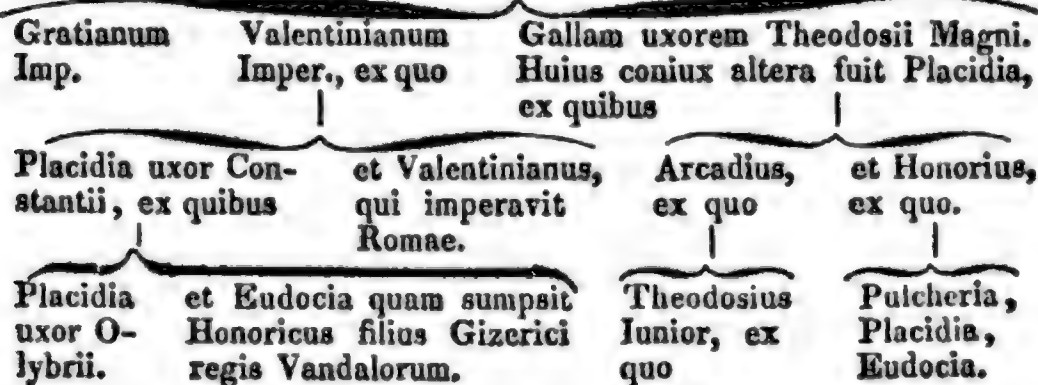 Gratianum
Imp.
Valentinianum
Imper., ex quo
Gallam uxorem Theodosii Magni.
Huius coniux altera fuit Placidia,
ex quibus
Placidia uxor Con-
stantii, ex quibus
et Valentinianus,
qui imperavit
Romae.
Arcadius,
ex quo
et Honorius,
ex quo.
Placidia
uxor O-
lybrii.
et Eudocia quam sumpsit
Honoricus filius Gizerici
regis Vandalorum.
Theodosius
Iunior, ex
quo
Pulcheria,
Placidia,
Eudocia.